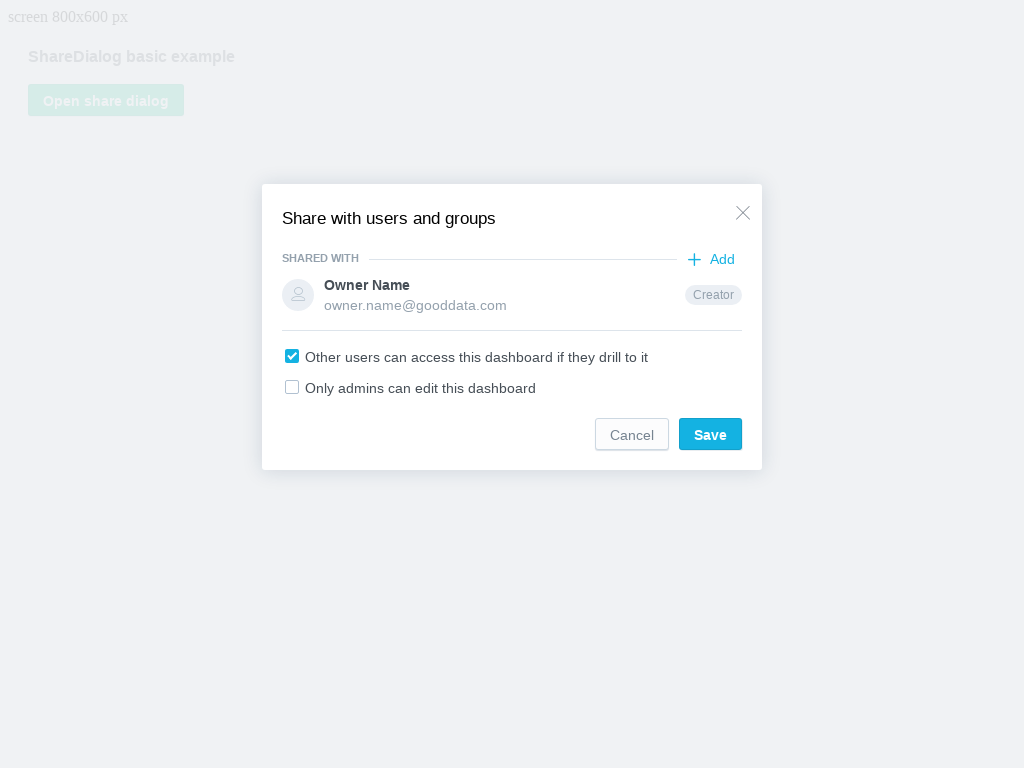 screen 800x600 px
ShareDialog basic example
Open share dialog
Share with users and groups
SHARED WITH
Add
Owner Name
owner.name@gooddata.com
Creator
Other users can access this dashboard if they drill to it
Only admins can edit this dashboard
Cancel
Save